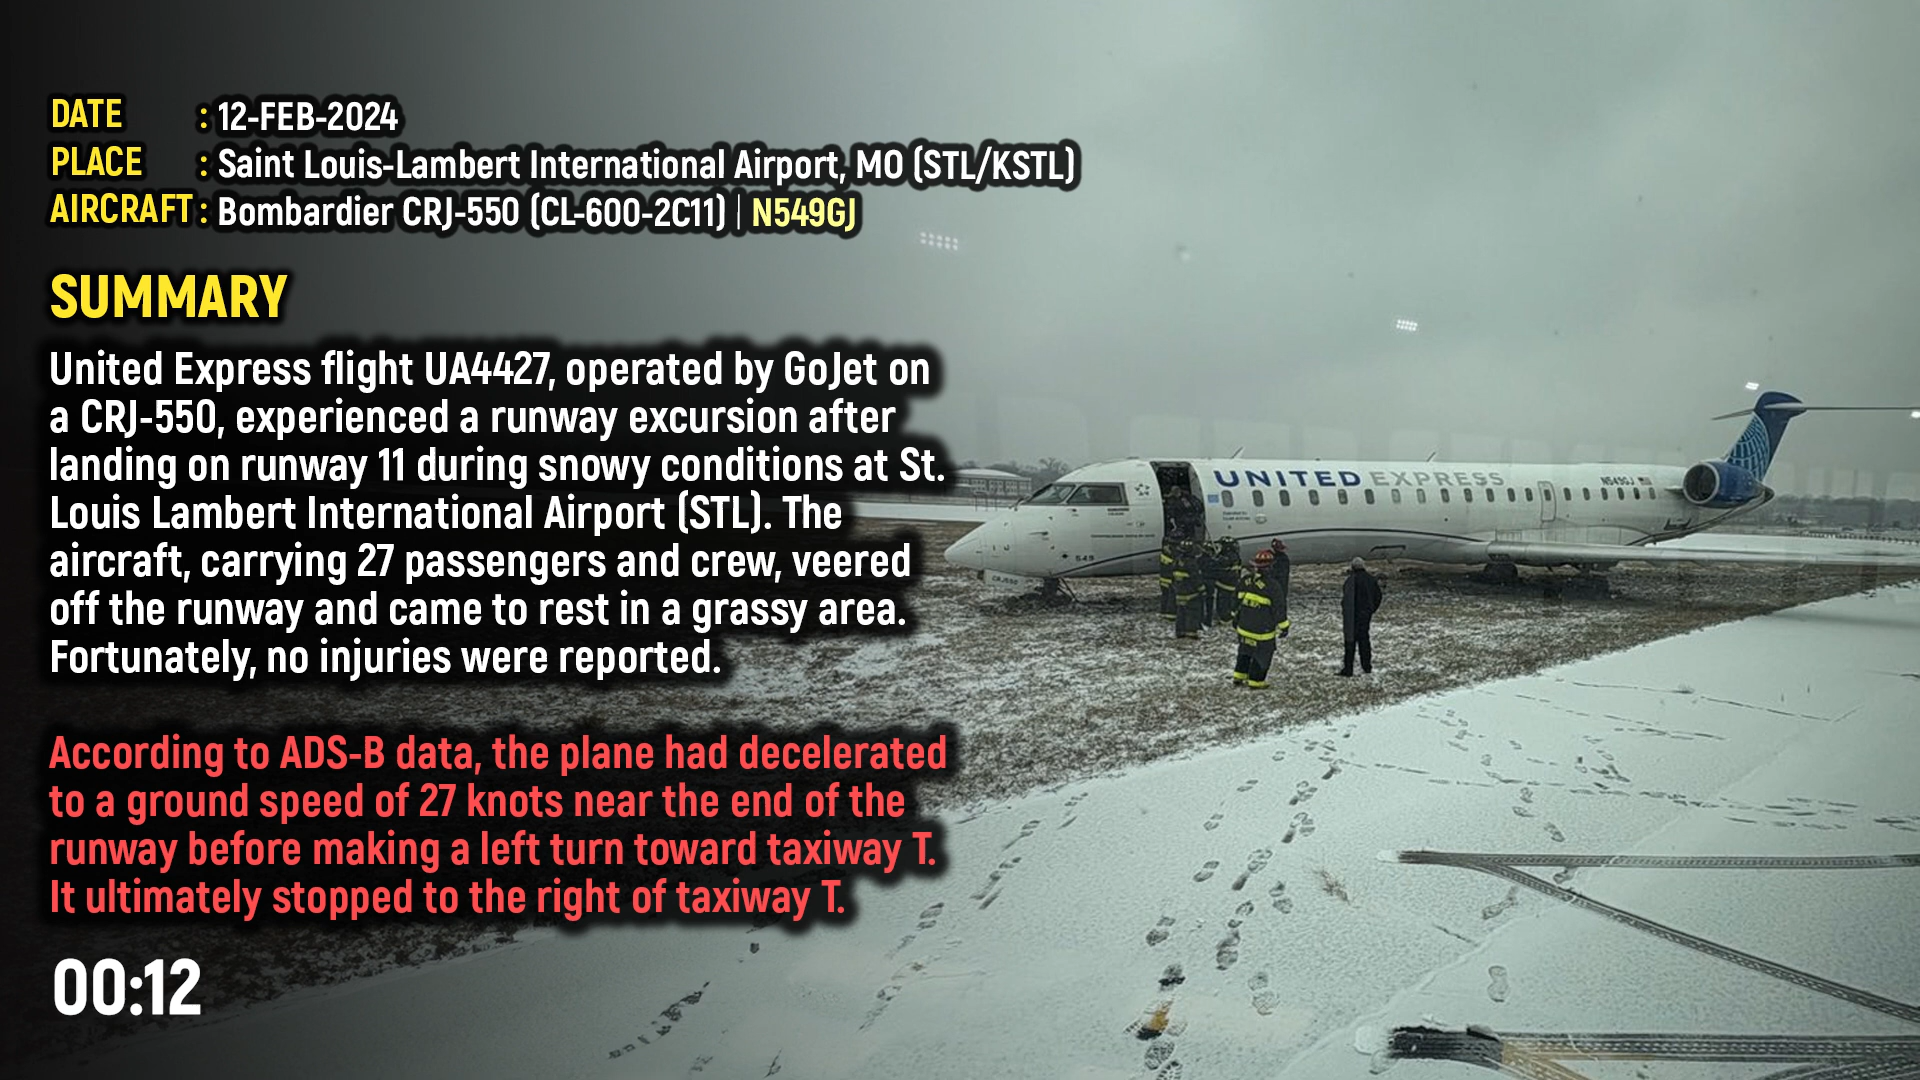 DATE : 12-FEB-2024
PLACE : Saint Louis-Lambert International Airport, MO (STL/KSTL)
AIRCRAFT : Bombardier CRJ-550 (CL-600-2C11) | N549GJ
SUMMARY
United Express flight UA4427, operated by GoJet on
a CRJ-550, experienced a runway excursion after
landing on runway 11 during snowy conditions at St.
Louis Lambert International Airport (STL). The
aircraft, carrying 27 passengers and crew, veered
off the runway and came to rest in a grassy area.
Fortunately, no injuries were reported.
According to ADS-B data, the plane had decelerated
to a ground speed of 27 knots near the end of the
runway before making a left turn toward taxiway T.
It ultimately stopped to the right of taxiway T.
00:12
UNITED EXPRESS
N549GJ
549
CRJ550